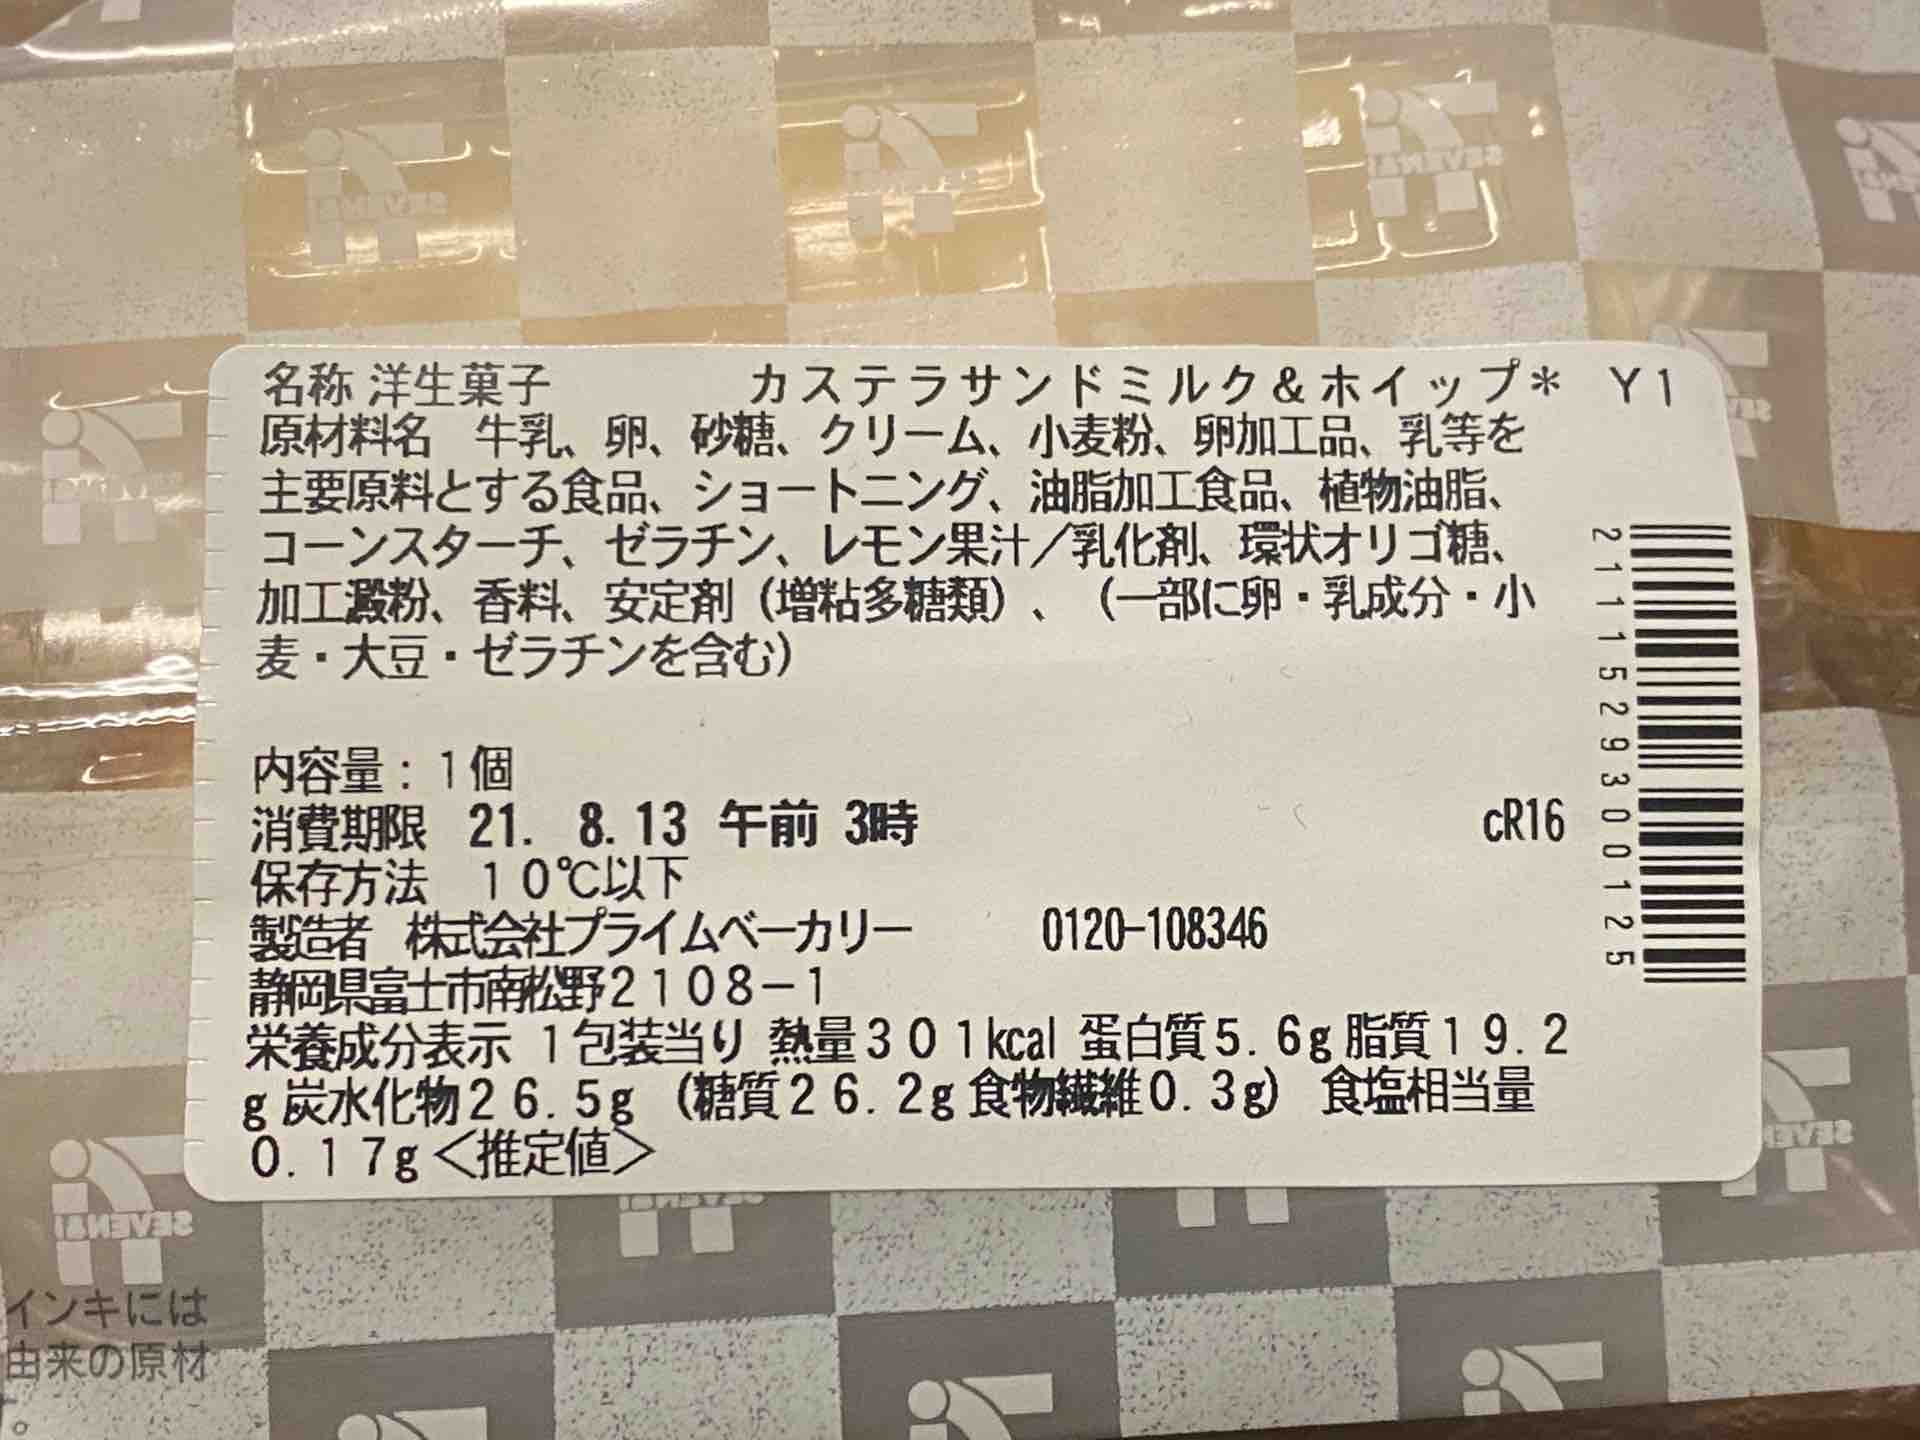 名称 洋生菓子 カステラサンドミルク＆ホイップ＊ Y1
原材料名 牛乳、卵、砂糖、クリーム、小麦粉、卵加工品、乳等を
主要原料とする食品、ショートニング、油脂加工食品、植物油脂、
コーンスターチ、ゼラチン、レモン果汁／乳化剤、環状オリゴ糖、
加工澱粉、香料、安定剤（増粘多糖類）、（一部に卵・乳成分・小
麦・大豆・ゼラチンを含む）
内容量：1個
消費期限 21. 8.13 午前 3時 cR16
保存方法 10℃以下
製造者 株式会社プライムベーカリー 0120-108346
静岡県富士市南松野2108−1
栄養成分表示 1包装当り 熱量301kcal 蛋白質5.6g 脂質19.2
g 炭水化物26.5g（糖質26.2g 食物繊維0.3g） 食塩相当量
0.17g＜推定値＞
2111529300125
インキには
由来の原材
。
SEVEN&i